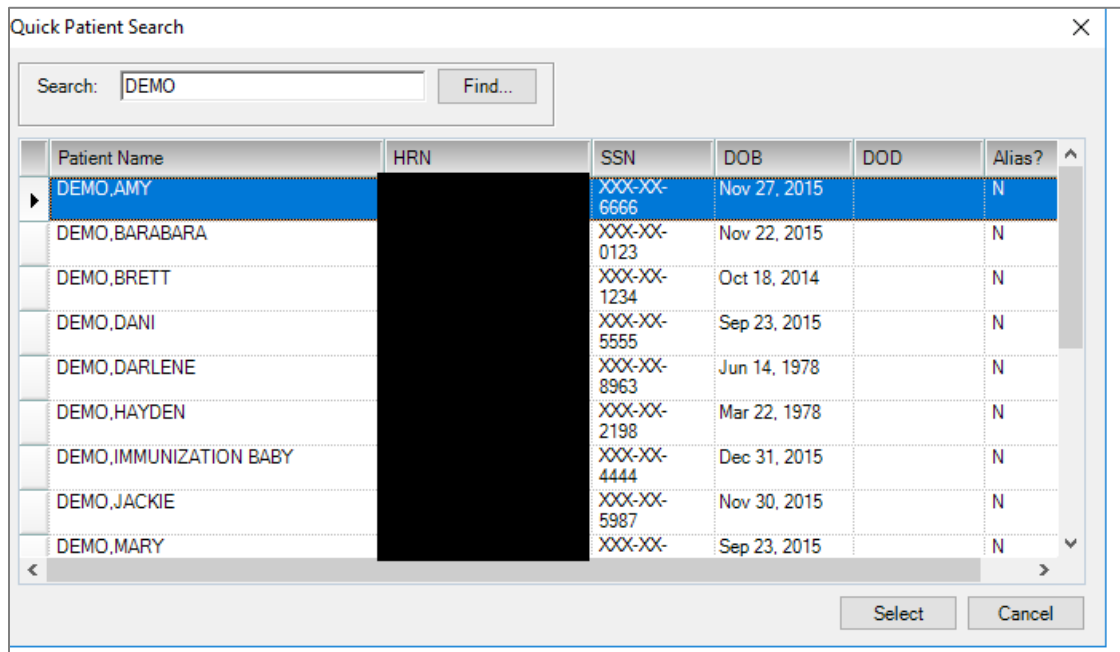 Quick Patient Search
Search: DEMO Find...
Patient Name HRN SSN DOB DOD Alias?
DEMO,AMY XXX-XX- Nov 27, 2015 N
6666
DEMO,BARABARA XXX-XX- Nov 22, 2015 N
0123
DEMO,BRETT XXX-XX- Oct 18, 2014 N
1234
DEMO,DANI XXX-XX- Sep 23, 2015 N
5555
DEMO,DARLENE XXX-XX- Jun 14, 1978 N
8963
DEMO,HAYDEN XXX-XX- Mar 22, 1978 N
2198
DEMO,IMMUNIZATION BABY XXX-XX- Dec 31, 2015 N
4444
DEMO,JACKIE XXX-XX- Nov 30, 2015 N
5987
DEMO,MARY XXX-XX- Sep 23, 2015 N
Select Cancel